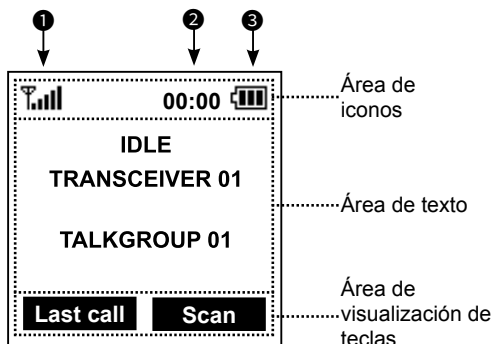 ❶ ❷ ❸
00:00
Área de
iconos
IDLE
TRANSCEIVER 01
TALKGROUP 01
Área de texto
Last call Scan
Área de
visualización de
teclas